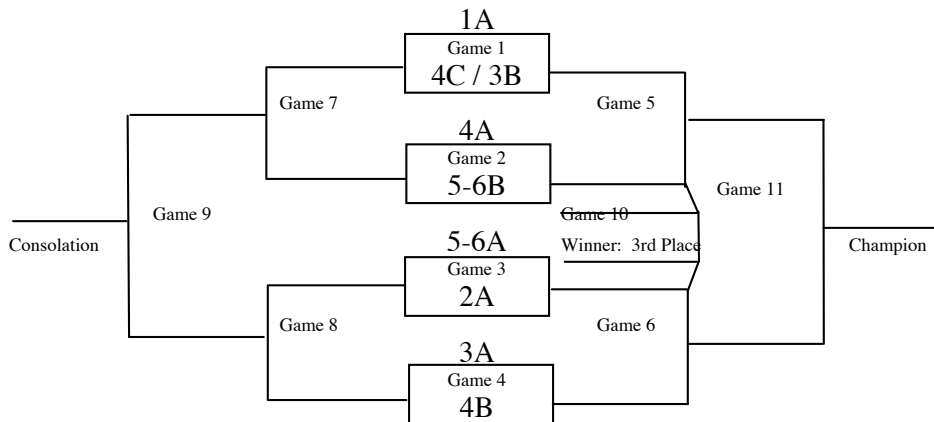 1A
Game 1
4C / 3B
Game 7
Game 5
4A
Game 2
5-6B
Game 9
Game 10
Game 11
Consolation
5-6A
Winner:  3rd Place
Champion
Game 3
2A
Game 8
Game 6
3A
Game 4
4B